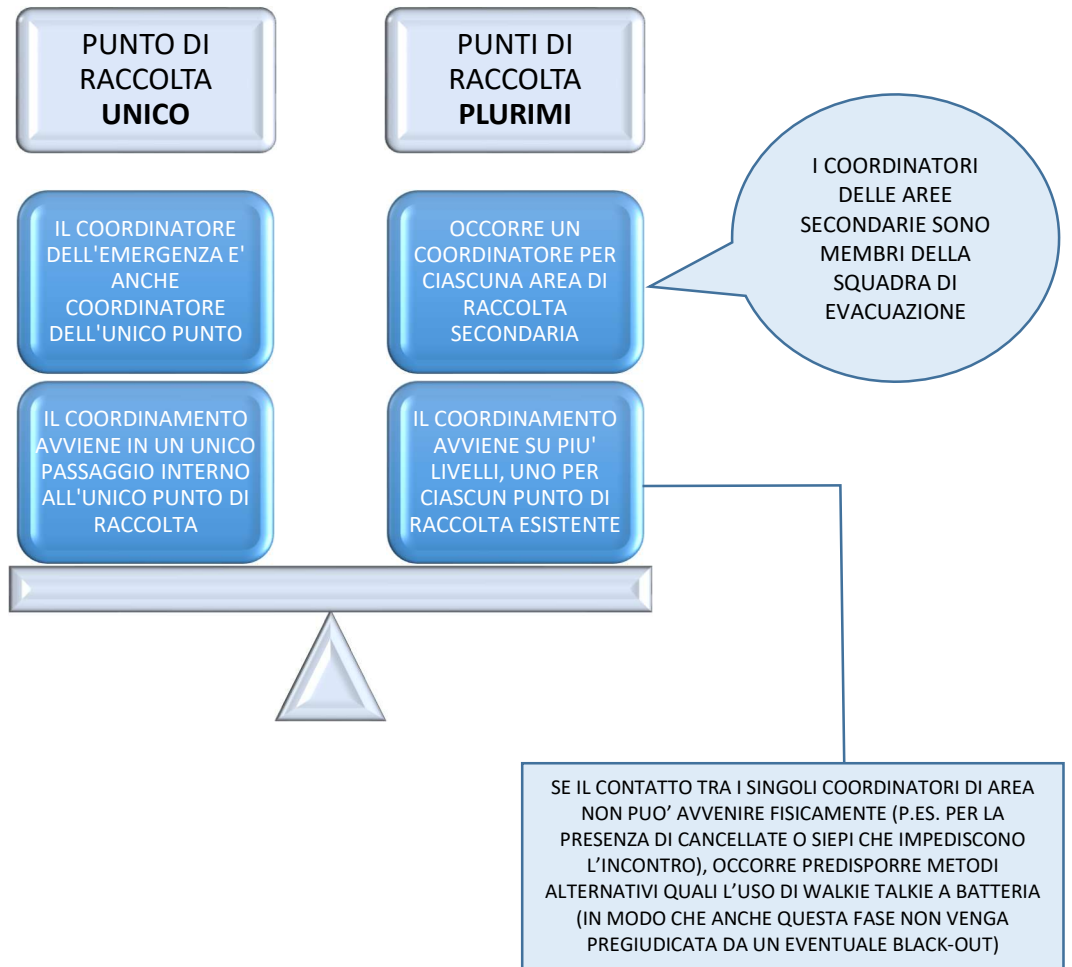 PUNTO DI
RACCOLTA
UNICO
IL COORDINATORE
DELL'EMERGENZA E'
ANCHE
COORDINATORE
DELL'UNICO PUNTO
IL COORDINAMENTO
AVVIENE IN UN UNICO
PASSAGGIO INTERNO
ALL'UNICO PUNTO DI
RACCOLTA
PUNTI DI
RACCOLTA
PLURIMI
OCCORRE UN
COORDINATORE PER
CIASCUNA AREA DI
RACCOLTA
SECONDARIA
IL COORDINAMENTO
AVVIENE SU PIU'
LIVELLI, UNO PER
CIASCUN PUNTO DI
RACCOLTA ESISTENTE
I COORDINATORI
DELLE AREE
SECONDARIE SONO
MEMBRI DELLA
SQUADRA DI
EVACUAZIONE
SE IL CONTATTO TRA I SINGOLI COORDINATORI DI AREA
NON PUO’ AVVENIRE FISICAMENTE (P.ES. PER LA
PRESENZA DI CANCELLATE O SIEPI CHE IMPEDISCONO
L’INCONTRO), OCCORRE PREDISPORRE METODI
ALTERNATIVI QUALI L’USO DI WALKIE TALKIE A BATTERIA
(IN MODO CHE ANCHE QUESTA FASE NON VENGA
PREGIUDICATA DA UN EVENTUALE BLACK-OUT)